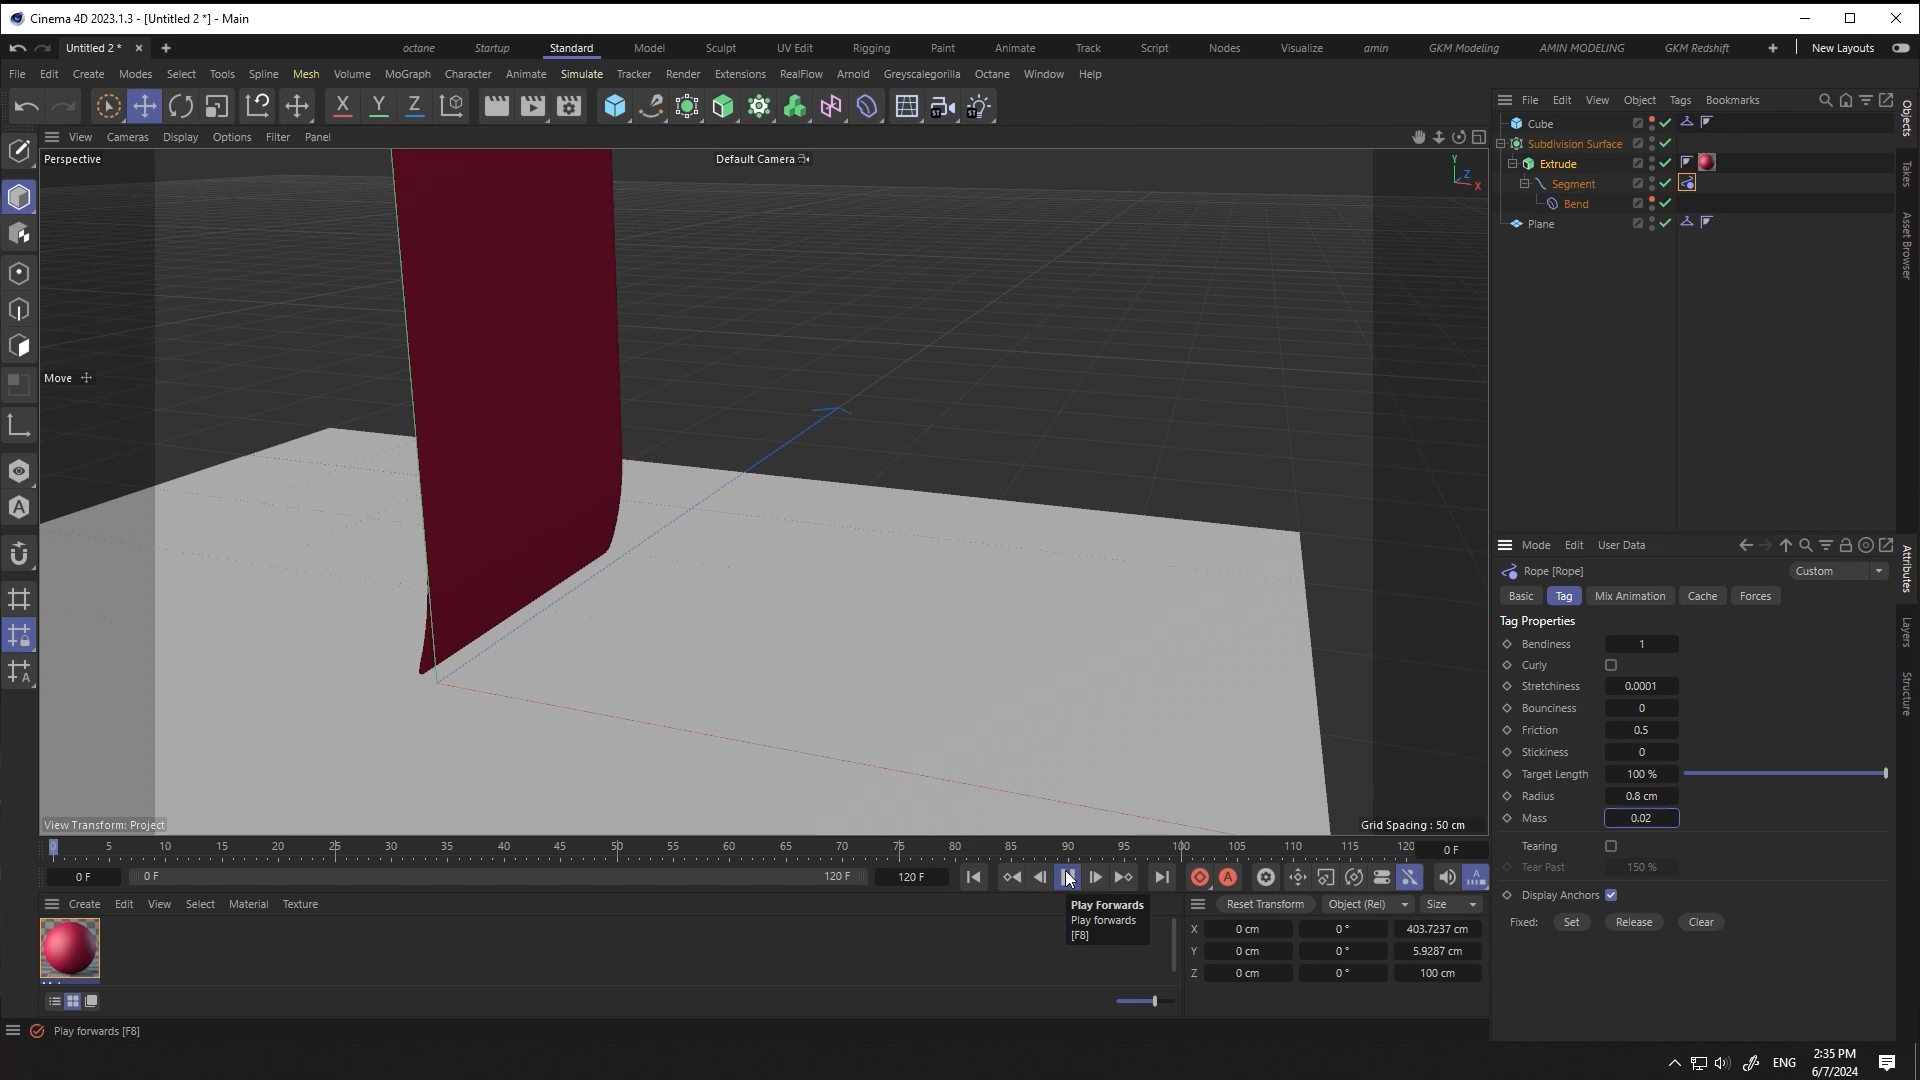 Cinema 4D 2023.1.3 - [Untitled 2 *] - Main
Untitled 2 *
octane Startup Standard Model Sculpt UV Edit Rigging Paint Animate Track Script Nodes Visualize amin GKM Modeling AMIN MODELING GKM Redshift New Layouts
File Edit Create Modes Select Tools Spline Mesh Volume MoGraph Character Animate Simulate Tracker Render Extensions RealFlow Arnold Greyscalegorilla Octane Window Help
X Y Z
File Edit View Object Tags Bookmarks
Objects
Takes
Asset Browser
Cube
Subdivision Surface
Extrude
Segment
Bend
Plane
View Cameras Display Options Filter Panel
Perspective
Default Camera
Y
Z
X
Move
View Transform: Project
Grid Spacing : 50 cm
Mode Edit User Data
Attributes
Layers
Structure
Rope [Rope]
Custom
Basic Tag Mix Animation Cache Forces
Tag Properties
Bendiness 1
Curly
Stretchiness 0.0001
Bounciness 0
Friction 0.5
Stickiness 0
Target Length 100 %
Radius 0.8 cm
Mass 0.02
Tearing
Tear Past 150 %
Display Anchors
Fixed: Set Release Clear
0 5 10 15 20 25 30 35 40 45 50 55 60 65 70 75 80 85 90 95 100 105 110 115 120 0 F
0 F 0 F 120 F 120 F
Play Forwards
Play forwards
[F8]
Create Edit View Select Material Texture
Reset Transform Object (Rel) Size
X 0 cm 0 ° 403.7237 cm
Y 0 cm 0 ° 5.9287 cm
Z 0 cm 0 ° 100 cm
Play forwards [F8]
ENG
2:35 PM
6/7/2024